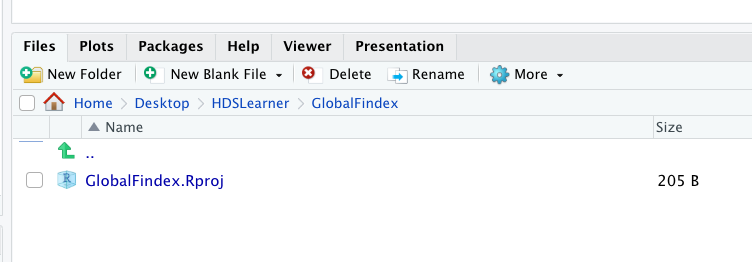 Files Plots Packages Help Viewer Presentation
New Folder New Blank File Delete Rename More
Home Desktop HDSLearner GlobalFindex
Name Size
..
R GlobalFindex.Rproj 205 B